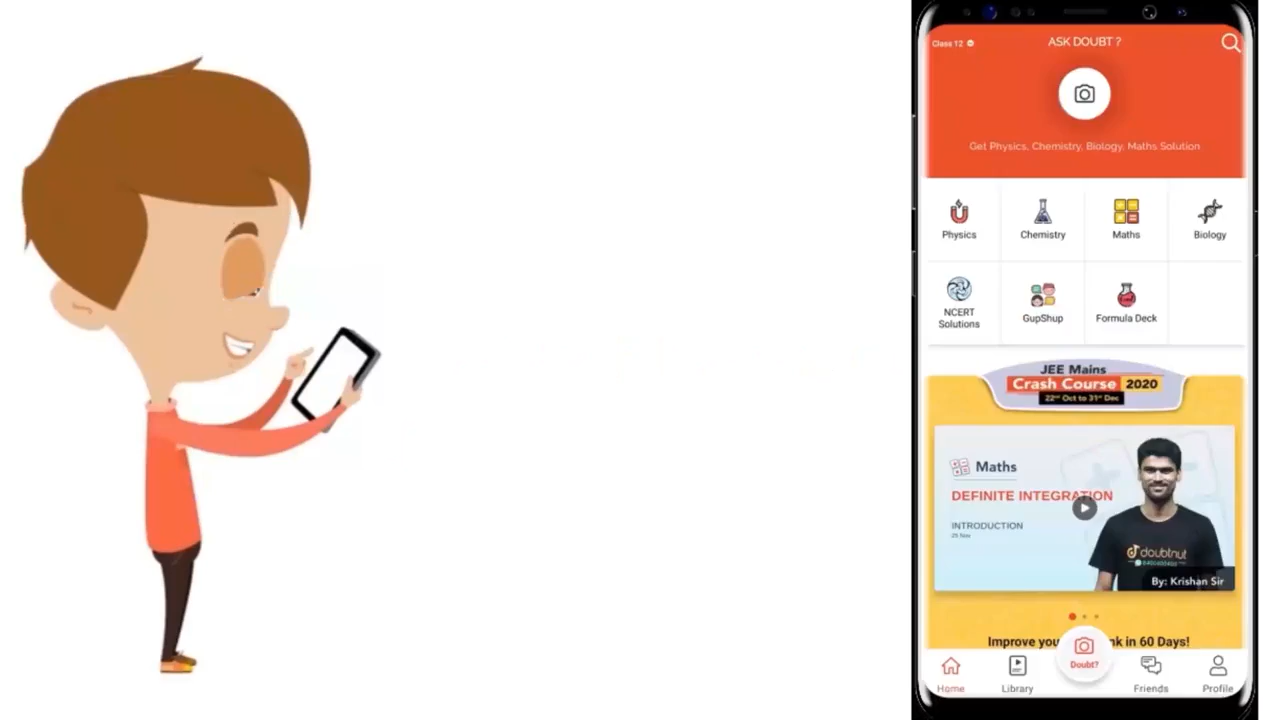 Class 12
ASK DOUBT ?
Get Physics, Chemistry, Biology, Maths Solution
Physics
Chemistry
Maths
Biology
NCERT
Solutions
GupShup
Formula Deck
JEE Mains
Crash Course 2020
22nd Oct to 31st Dec
Maths
DEFINITE INTEGRATION
INTRODUCTION
doubtnut
By: Krishan Sir
Improve you nk in 60 Days!
Doubt?
Home
Library
Friends
Profile